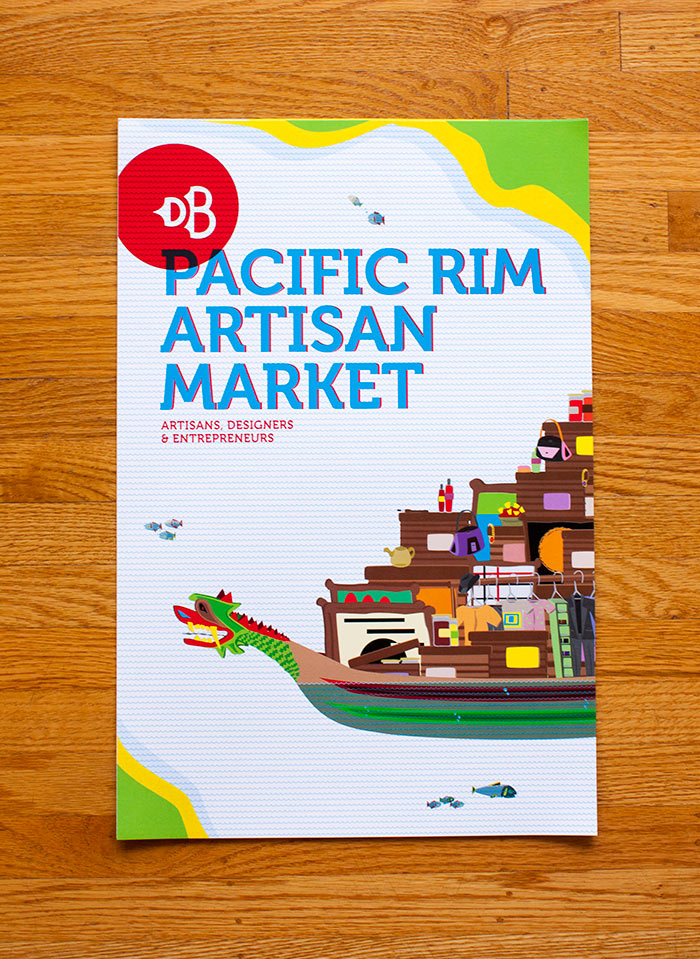 DB
PACIFIC RIM
ARTISAN
MARKET
ARTISANS, DESIGNERS
& ENTREPRENEURS